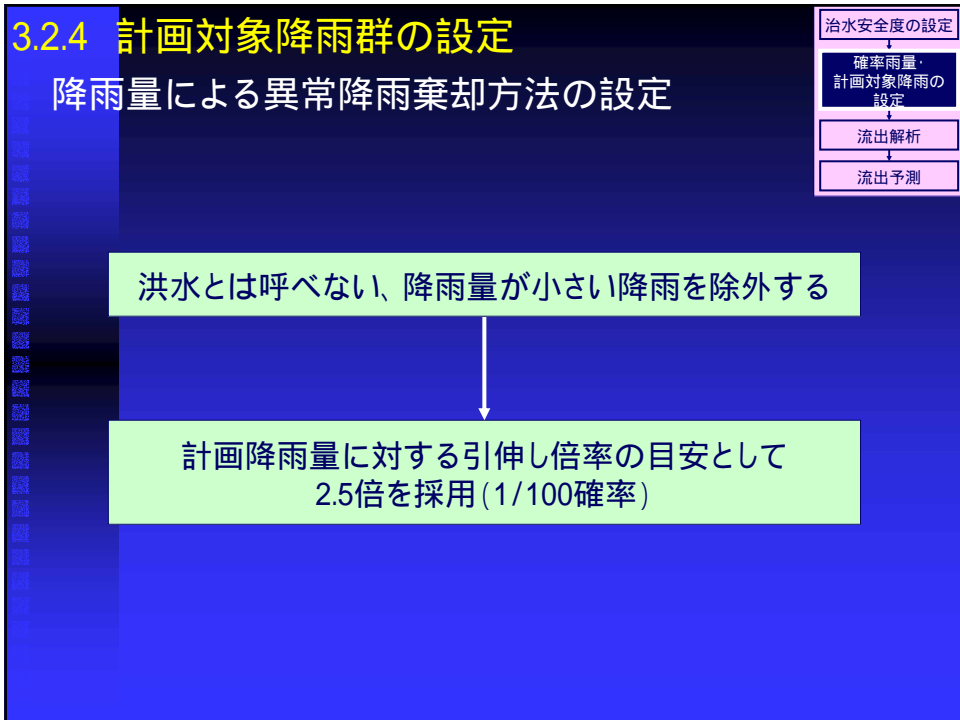 3.2.4 計画対象降雨群の設定
降雨量による異常降雨棄却方法の設定
治水安全度の設定
確率雨量・
計画対象降雨の
設定
流出解析
流出予測
洪水とは呼べない、降雨量が小さい降雨を除外する
計画降雨量に対する引伸し倍率の目安として
2.5倍を採用(1/100確率)